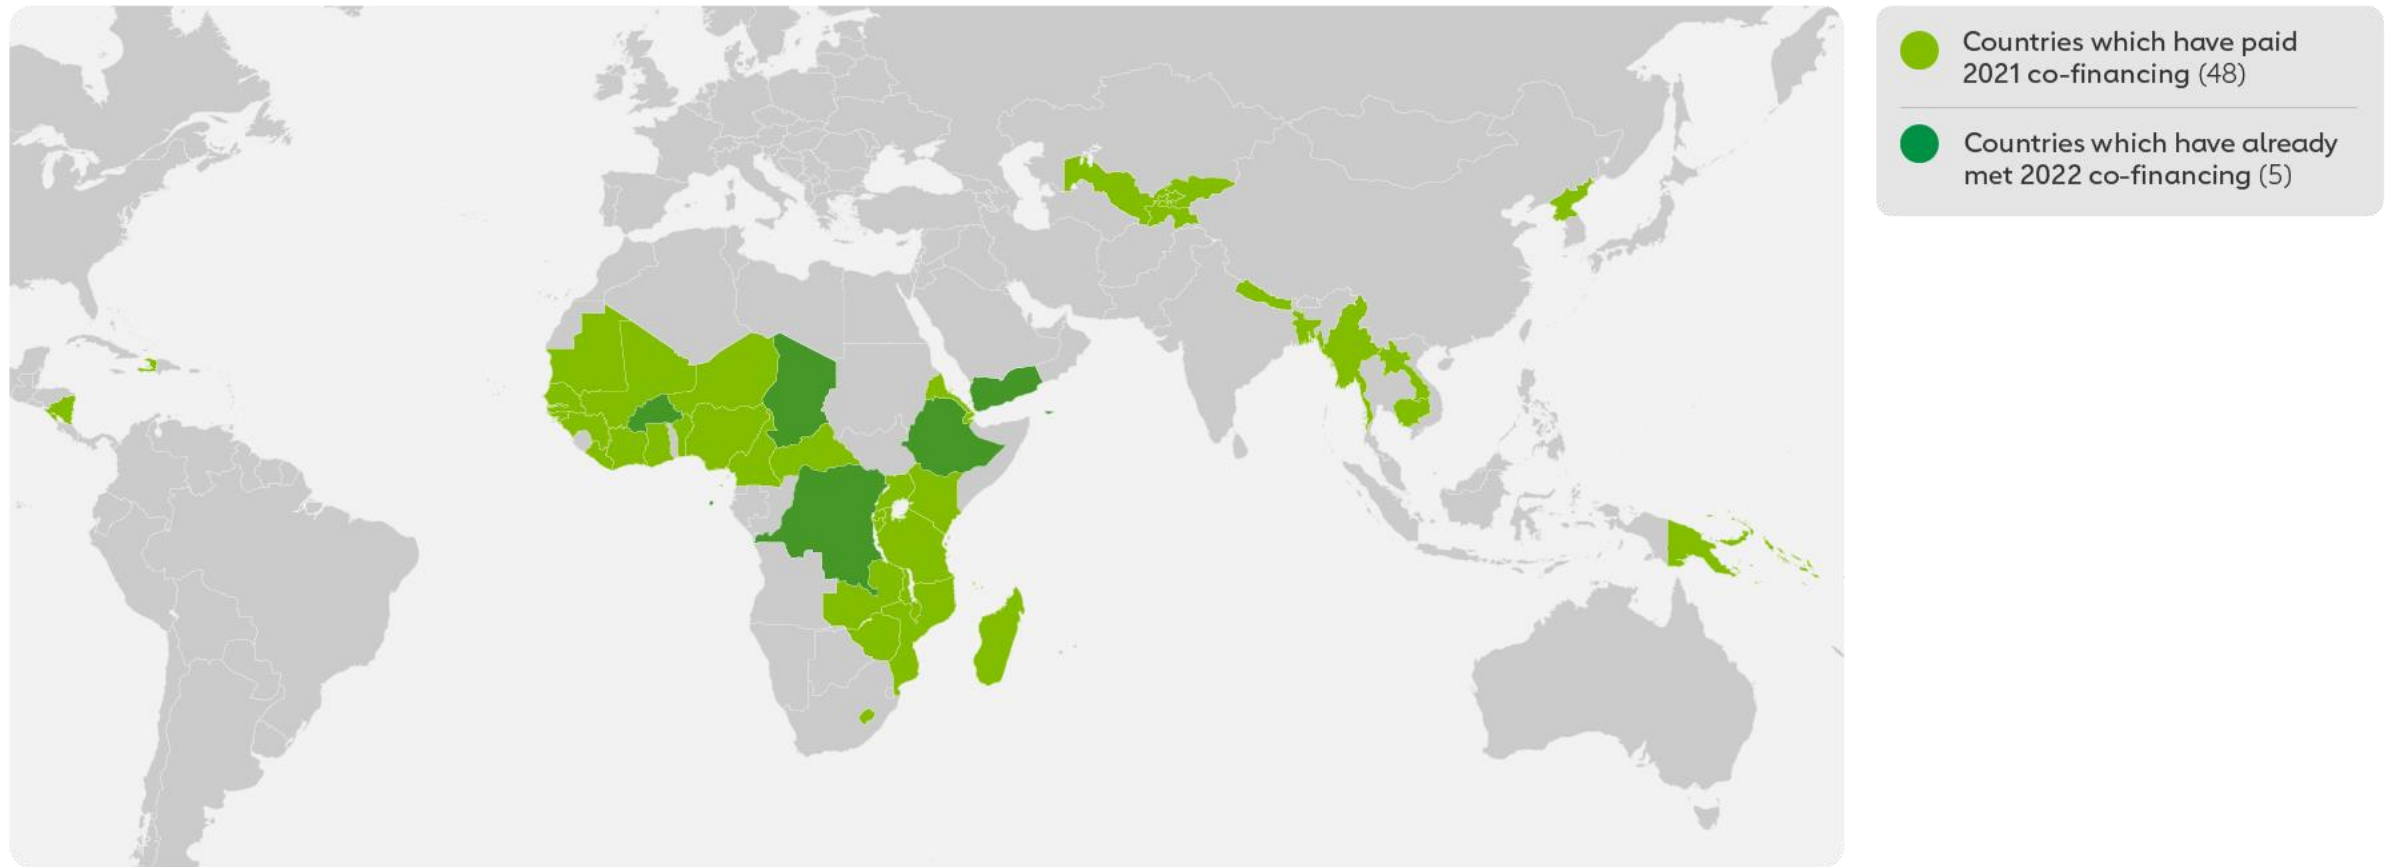 Countries which have paid
2021 co-financing (48)
Countries which have already
met 2022 co-financing (5)